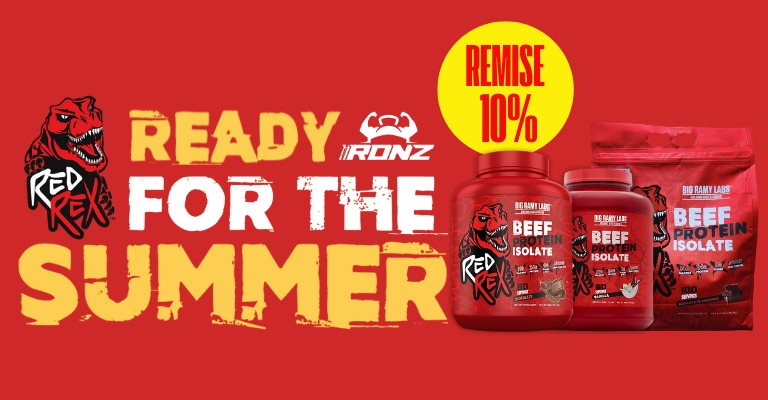 READY
IRONZ
FOR THE
SUMMER
RED
REX
REMISE
10%
BIG RAMY LABS
BEEF
PROTEIN
ISOLATE
RED
REX
BIG RAMY LABS
BEEF
PROTEIN
ISOLATE
BIG RAMY LABS
BEEF
PROTEIN
ISOLATE